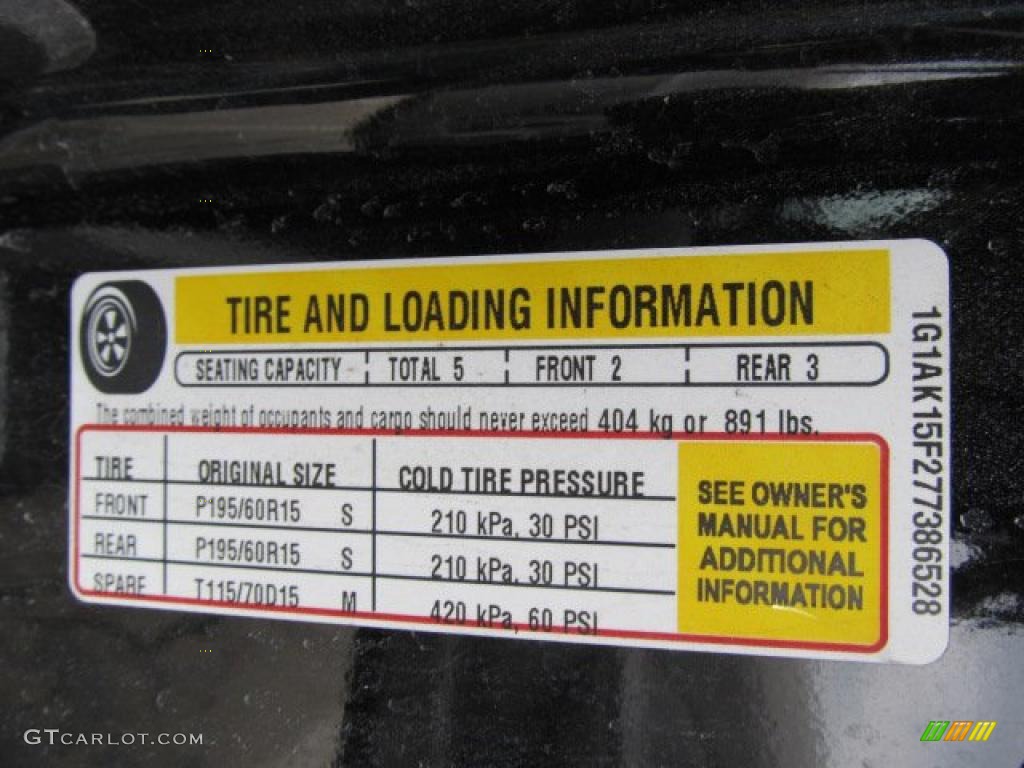 TIRE AND LOADING INFORMATION
SEATING CAPACITY TOTAL 5 FRONT 2 REAR 3
The combined weight of occupants and cargo should never exceed 404 kg or 891 lbs.
TIRE ORIGINAL SIZE COLD TIRE PRESSURE
FRONT P195/60R15 S 210 kPa, 30 PSI
REAR P195/60R15 S 210 kPa, 30 PSI
SPARE T115/70D15 M 420 kPa, 60 PSI
SEE OWNER'S
MANUAL FOR
ADDITIONAL
INFORMATION
1G1AK15F277386528
GTCARLOT.COM